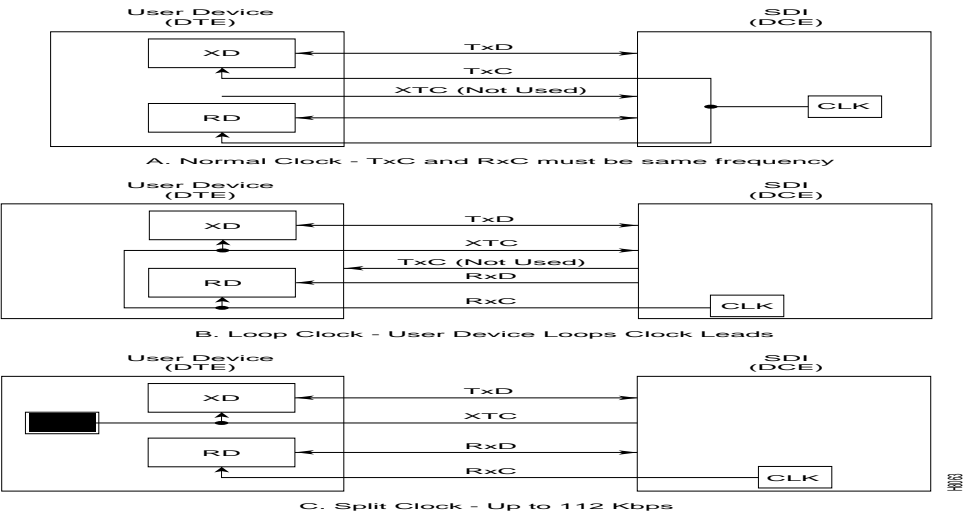 User Device
(DTE)
SDI
(DCE)
XD
TxD
TxC
XTC (Not Used)
CLK
RD
A. Normal Clock - TxC and RxC must be same frequency
User Device
(DTE)
SDI
(DCE)
XD
TxD
XTC
TxC (Not Used)
RD
RxD
RxC
CLK
B. Loop Clock - User Device Loops Clock Leads
User Device
(DTE)
SDI
(DCE)
XD
TxD
XTC
RD
RxD
RxC
CLK
C. Split Clock - Up to 112 Kbps